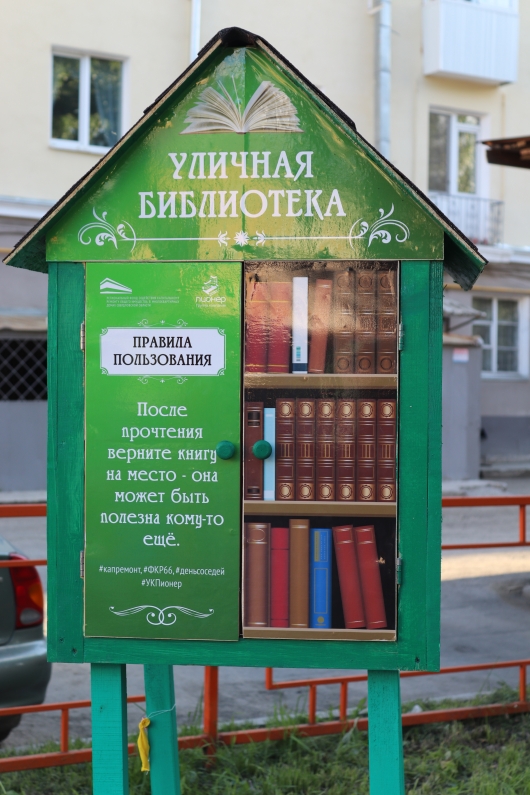 УЛИЧНАЯ
БИБЛИОТЕКА
пионер
ПРАВИЛА
ПОЛЬЗОВАНИЯ
После
прочтения
верните книгу
на место - она
может быть
полезна кому-то
ещё.
#капремонт, #ФКР66, #деньсоседей
#УКПионер